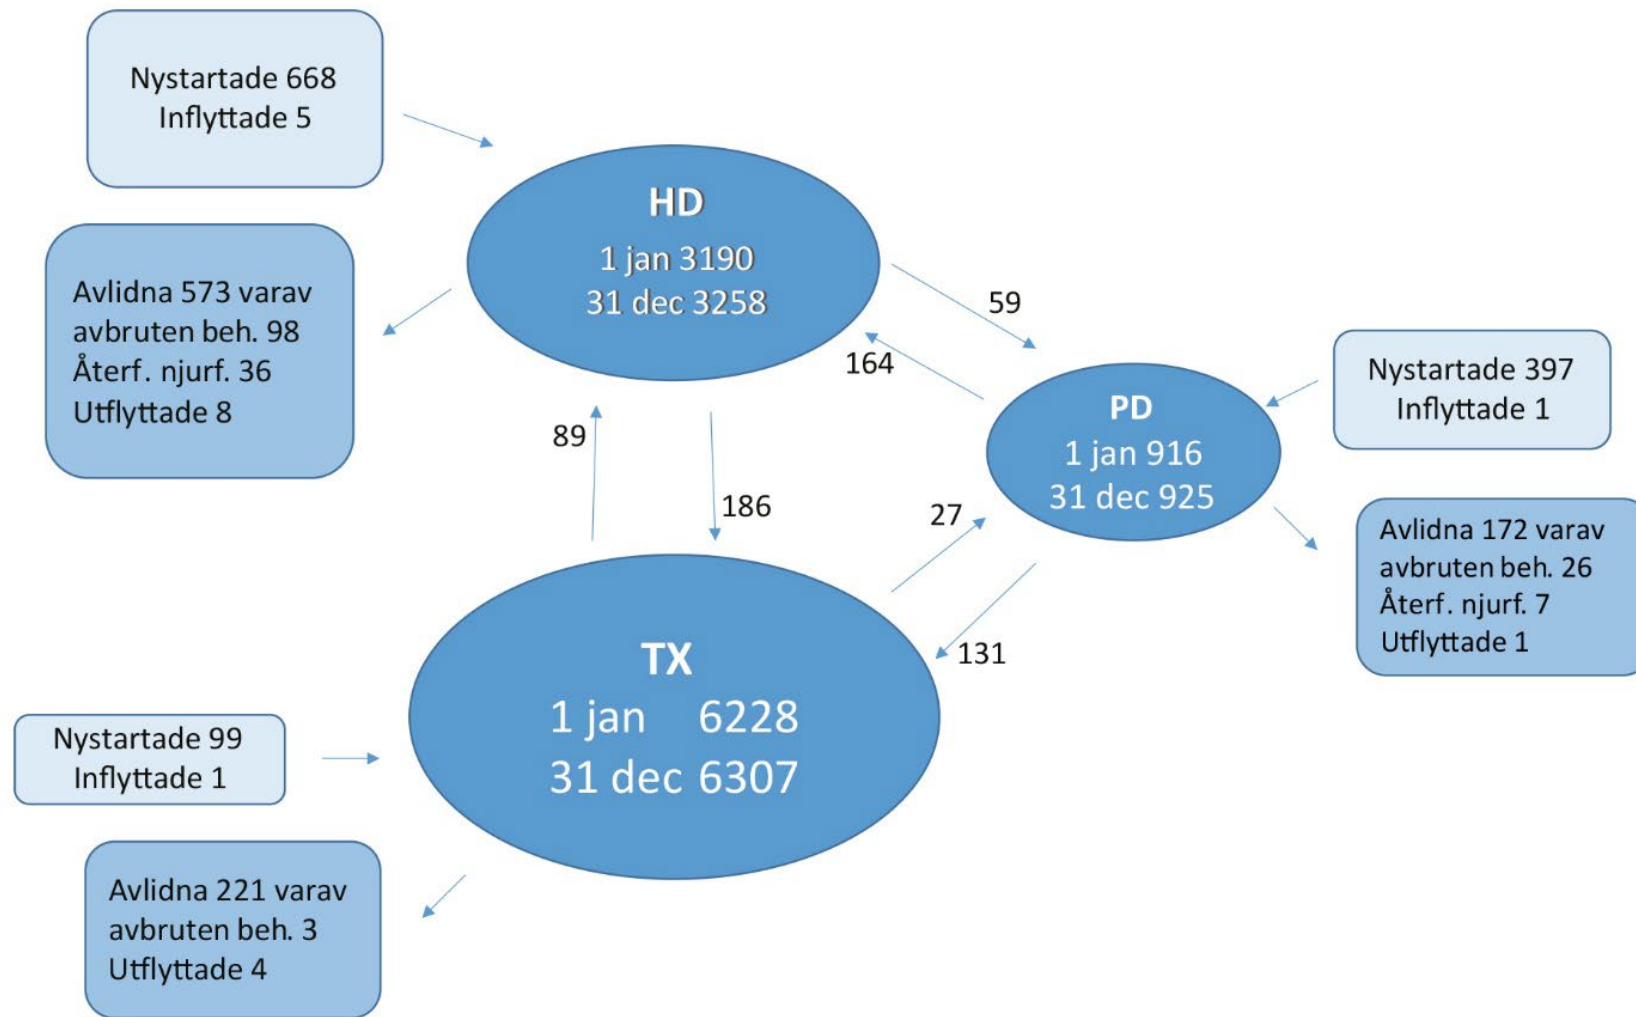 Nystartade 668
Inflyttade 5
HD
1 jan 3190
31 dec 3258
Avlidna 573 varav
avbruten beh. 98
Återf. njurf. 36
Utflyttade 8
59
164
Nystartade 397
Inflyttade 1
PD
1 jan 916
31 dec 925
89
186
27
131
Avlidna 172 varav
avbruten beh. 26
Återf. njurf. 7
Utflyttade 1
TX
1 jan 6228
31 dec 6307
Nystartade 99
Inflyttade 1
Avlidna 221 varav
avbruten beh. 3
Utflyttade 4